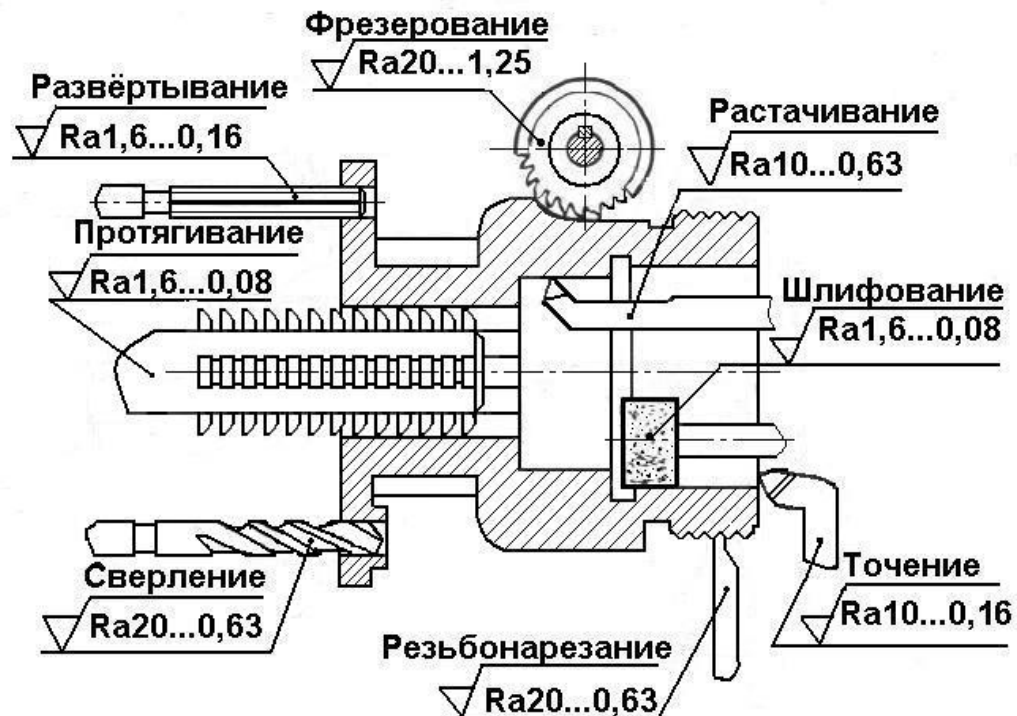 Фрезерование
Ra20...1,25
Развёртывание
Ra1,6...0,16
Растачивание
Ra10...0,63
Протягивание
Ra1,6...0,08
Шлифование
Ra1,6...0,08
Сверление
Ra20...0,63
Точение
Ra10...0,16
Резьбонарезание
Ra20...0,63